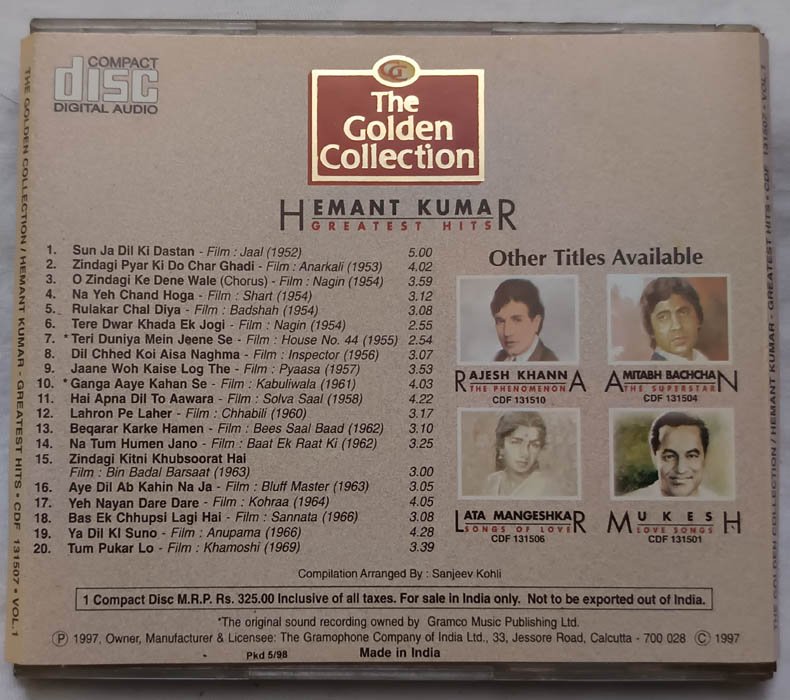 COMPACT
disc
DIGITAL AUDIO
GC
The
Golden
Collection
HEMANT KUMAR
GREATEST HITS
1. Sun Ja Dil Ki Dastan - Film : Jaal (1952) 5.00
2. Zindagi Pyar Ki Do Char Ghadi - Film : Anarkali (1953) 4.02
3. O Zindagi Ke Dene Wale (Chorus) - Film : Nagin (1954) 3.59
4. Na Yeh Chand Hoga - Film : Shart (1954) 3.12
5. Rulakar Chal Diya - Film : Badshah (1954) 3.08
6. Tere Dwar Khada Ek Jogi - Film : Nagin (1954) 2.55
7. * Teri Duniya Mein Jeene Se - Film : House No. 44 (1955) 2.54
8. Dil Chhed Koi Aisa Naghma - Film : Inspector (1956) 3.07
9. Jaane Woh Kaise Log The - Film : Pyaasa (1957) 3.53
10. * Ganga Aaye Kahan Se - Film : Kabuliwala (1961) 4.03
11. Hai Apna Dil To Aawara - Film : Solva Saal (1958) 4.22
12. Lahron Pe Laher - Film : Chhabili (1960) 3.17
13. Beqarar Karke Hamen - Film : Bees Saal Baad (1962) 3.10
14. Na Tum Humen Jano - Film : Baat Ek Raat Ki (1962) 3.25
15. Zindagi Kitni Khubsoorat Hai
Film : Bin Badal Barsaat (1963) 3.00
16. Aye Dil Ab Kahin Na Ja - Film : Bluff Master (1963) 3.05
17. Yeh Nayan Dare Dare - Film : Kohraa (1964) 4.05
18. Bas Ek Chhupsi Lagi Hai - Film : Sannata (1966) 3.08
19. Ya Dil KI Suno - Film : Anupama (1966) 4.28
20. Tum Pukar Lo - Film : Khamoshi (1969) 3.39
Other Titles Available
RAJESH KHANNA
THE PHENOMENON
CDF 131510
AMITABH BACHCHAN
THE SUPERSTAR
CDF 131504
LATA MANGESHKAR
SONGS OF LOVE
CDF 131506
MUKESH
LOVE SONGS
CDF 131501
Compilation Arranged By : Sanjeev Kohli
1 Compact Disc M.R.P. Rs. 325.00 Inclusive of all taxes. For sale in India only. Not to be exported out of India.
*The original sound recording owned by Gramco Music Publishing Ltd.
Ⓟ 1997, Owner, Manufacturer & Licensee: The Gramophone Company of India Ltd., 33, Jessore Road, Calcutta - 700 028 © 1997
Pkd 5/98
Made in India
THE GOLDEN COLLECTION / HEMANT KUMAR - GREATEST HITS • CDF 131507 • VOL.1
THE GOLDEN COLLECTION / HEMANT KUMAR - GREATEST HITS • CDF 131507 • VOL.1